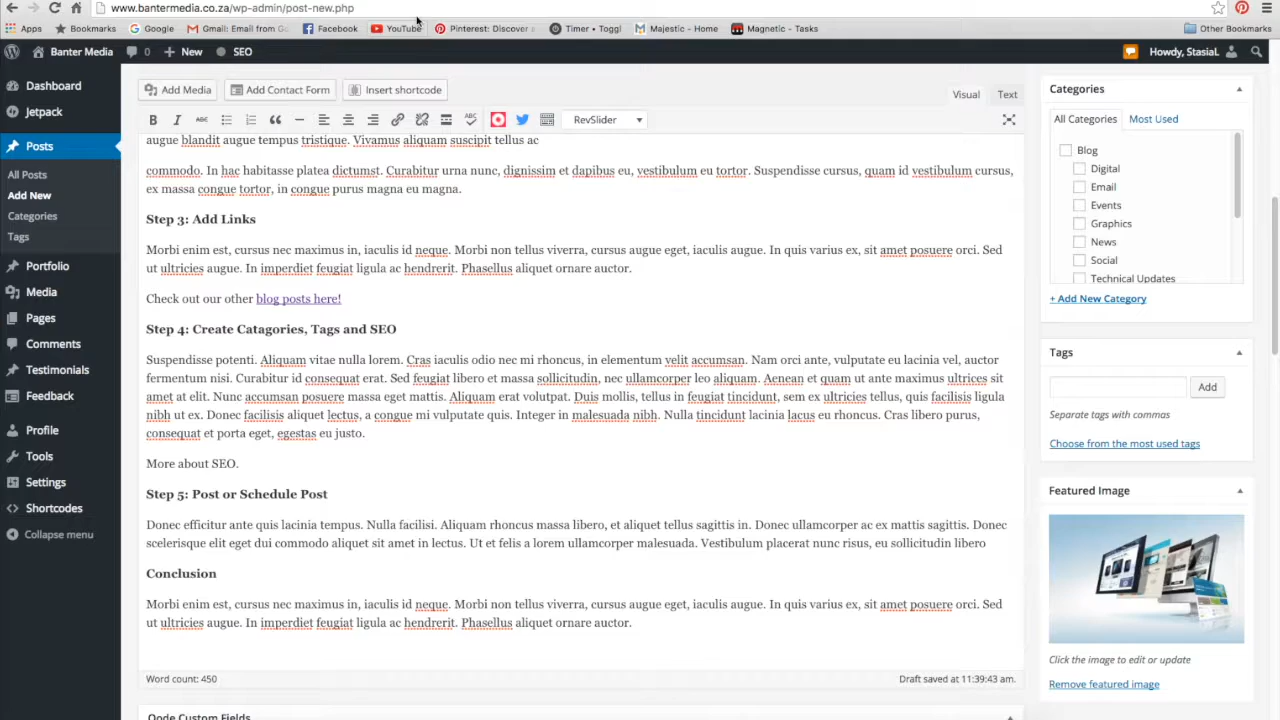 www.bantermedia.co.za/wp-admin/post-new.php
Apps Bookmarks Google Gmail: Email from Go Facebook YouTube Pinterest: Discover a Timer • Toggl Majestic - Home Magnetic - Tasks Other Bookmarks
Banter Media 0 New SEO Howdy, StasiaL
Dashboard
Jetpack
Posts
All Posts
Add New
Categories
Tags
Portfolio
Media
Pages
Comments
Testimonials
Feedback
Profile
Tools
Settings
Shortcodes
Collapse menu
Add Media Add Contact Form Insert shortcode Visual Text
B I ABC ABC RevSlider
augue blandit augue tempus tristique. Vivamus aliquam suscipit tellus ac
commodo. In hac habitasse platea dictumst. Curabitur urna nunc, dignissim et dapibus eu, vestibulum eu tortor. Suspendisse cursus, quam id vestibulum cursus,
ex massa congue tortor, in congue purus magna eu magna.
Step 3: Add Links
Morbi enim est, cursus nec maximus in, iaculis id neque. Morbi non tellus viverra, cursus augue eget, iaculis augue. In quis varius ex, sit amet posuere orci. Sed
ut ultricies augue. In imperdiet feugiat ligula ac hendrerit. Phasellus aliquet ornare auctor.
Check out our other blog posts here!
Step 4: Create Catagories, Tags and SEO
Suspendisse potenti. Aliquam vitae nulla lorem. Cras iaculis odio nec mi rhoncus, in elementum velit accumsan. Nam orci ante, vulputate eu lacinia vel, auctor
fermentum nisi. Curabitur id consequat erat. Sed feugiat libero et massa sollicitudin, nec ullamcorper leo aliquam. Aenean et quam ut ante maximus ultrices sit
amet at elit. Nunc accumsan posuere massa eget mattis. Aliquam erat volutpat. Duis mollis, tellus in feugiat tincidunt, sem ex ultricies tellus, quis facilisis ligula
nibh ut ex. Donec facilisis aliquet lectus, a congue mi vulputate quis. Integer in malesuada nibh. Nulla tincidunt lacinia lacus eu rhoncus. Cras libero purus,
consequat et porta eget, egestas eu justo.
More about SEO.
Step 5: Post or Schedule Post
Donec efficitur ante quis lacinia tempus. Nulla facilisi. Aliquam rhoncus massa libero, et aliquet tellus sagittis in. Donec ullamcorper ac ex mattis sagittis. Donec
scelerisque elit eget dui commodo aliquet sit amet in lectus. Ut et felis a lorem ullamcorper malesuada. Vestibulum placerat nunc risus, eu sollicitudin libero
Conclusion
Morbi enim est, cursus nec maximus in, iaculis id neque. Morbi non tellus viverra, cursus augue eget, iaculis augue. In quis varius ex, sit amet posuere orci. Sed
ut ultricies augue. In imperdiet feugiat ligula ac hendrerit. Phasellus aliquet ornare auctor.
Word count: 450 Draft saved at 11:39:43 am.
Qode Custom Fields
Categories
All Categories Most Used
Blog
Digital
Email
Events
Graphics
News
Social
Technical Updates
+ Add New Category
Tags
Add
Separate tags with commas
Choose from the most used tags
Featured Image
Click the image to edit or update
Remove featured image